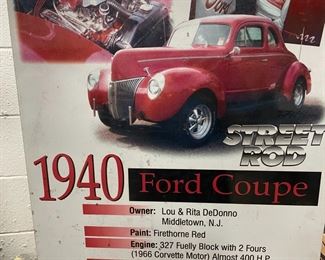 STREET
ROD
1940 Ford Coupe
Owner: Lou & Rita DeDonno
Middletown, N.J.
Paint: Firethorne Red
Engine: 327 Fuelly Block with 2 Fours
(1966 Corvette Motor) Almost 400 H.P.